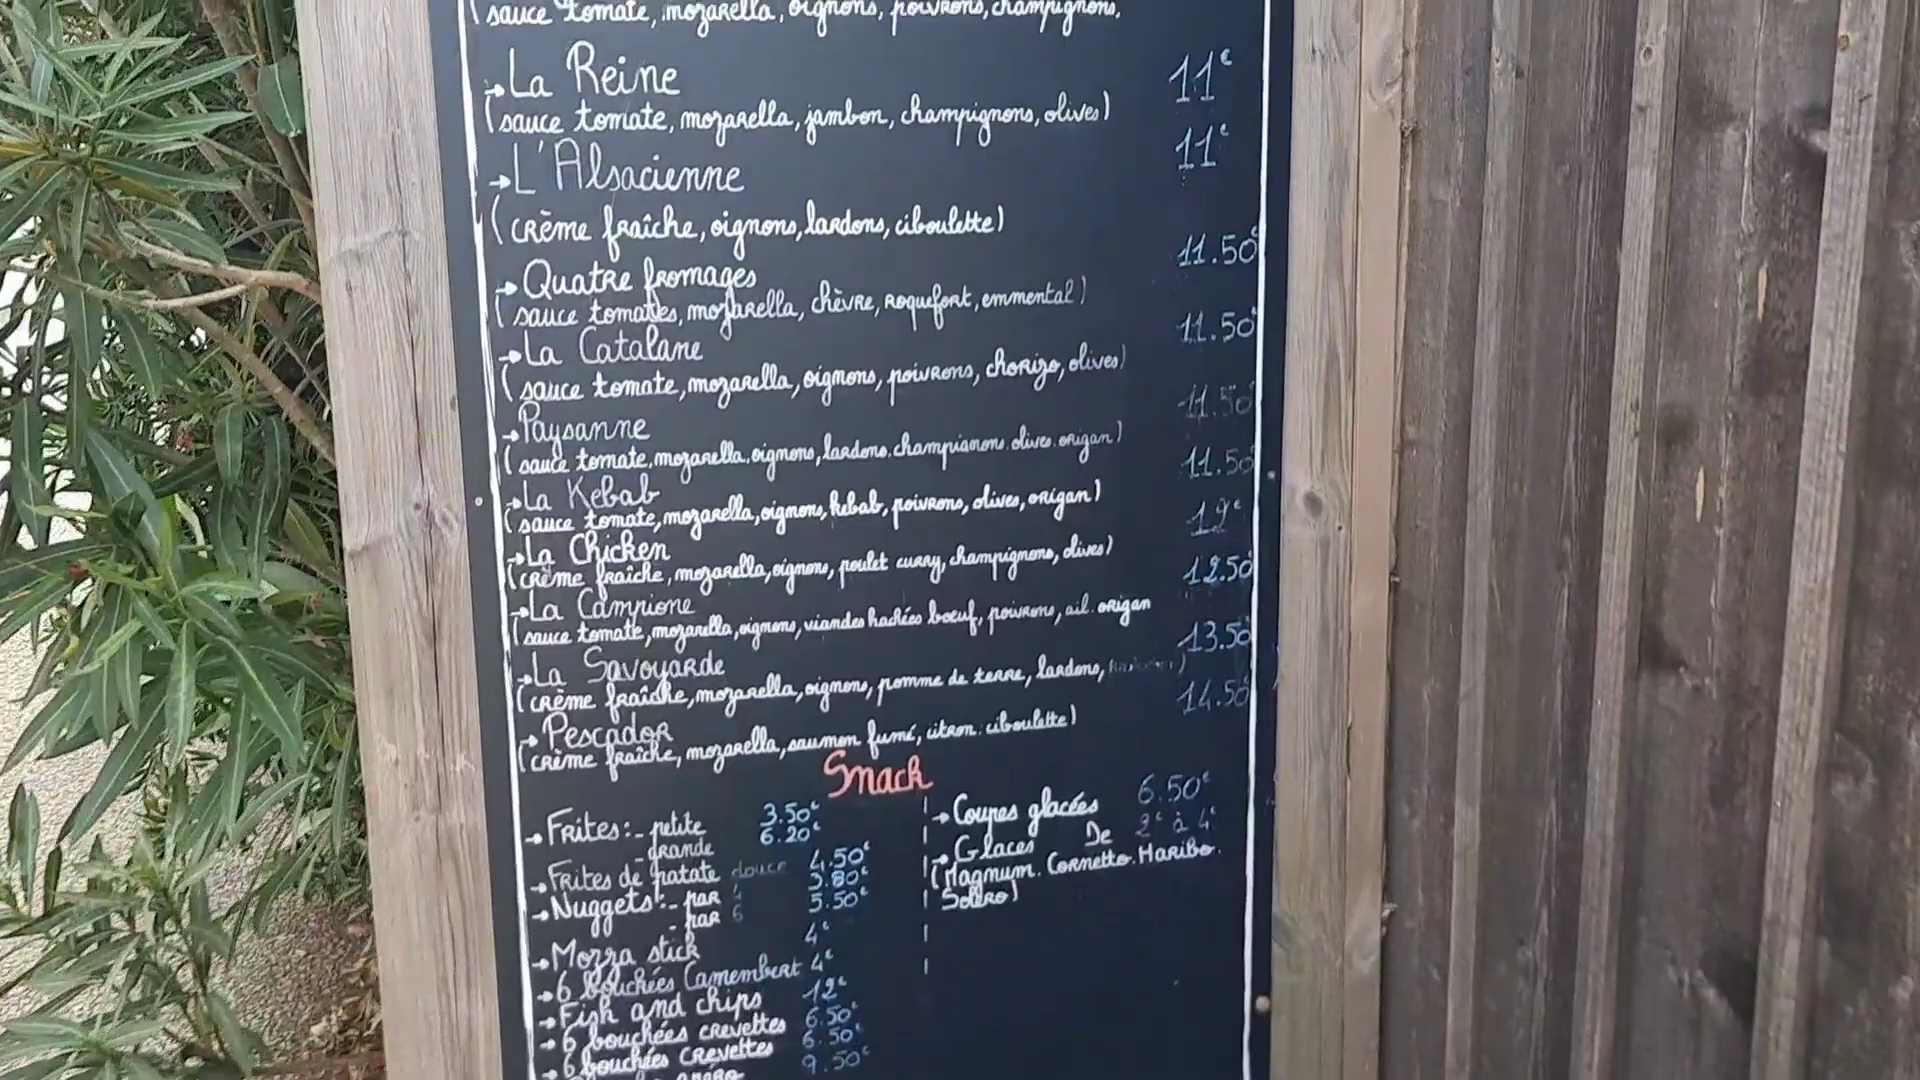 (sauce tomate, mozarella, oignons, poivrons, champignons,
→La Reine 11€
(sauce tomate, mozarella, jambon, champignons, olives)
→L'Alsacienne 11€
(crème fraîche, oignons, lardons, ciboulette)
→Quatre fromages 11.50€
(sauce tomates, mozarella, chèvre, roquefort, emmental)
→La Catalane 11.50€
(sauce tomate, mozarella, oignons, poivrons, chorizo, olives)
→Paysanne 11.50
(sauce tomate, mozarella, oignons, lardons, champignons, olives, origan)
→La Kebab 11.50
(sauce tomate, mozarella, oignons, kebab, poivrons, olives, origan)
→La Chicken 12€
(crème fraîche, mozarella, oignons, poulet curry, champignons, olives)
→La Campione 12.50
(sauce tomate, mozarella, oignons, viandes hachées boeuf, poivrons, ail. origan
→La Savoyarde 13.50
(crème fraîche, mozarella, oignons, pomme de terre, lardons,
→Pescador 14.50
(crème fraîche, mozarella, saumon fumé, citron. ciboulette)
Snack
→Frites:- petite 3.50€
- grande 6.20€
→Frites de patate douce 4.50€
→Nuggets:- par 3.80€
- par 6 5.50€
→Mozza stick 4€
→6 bouchées Camembert 4€
→Fish and chips 12€
→6 bouchées crevettes 6.50€
→6 bouchées crevettes 6.50€
9.50€
→Coupes glacées 6.50€
→Glaces De 2€ à 4€
(Magnum. Cornetto. Haribo.
Solero)